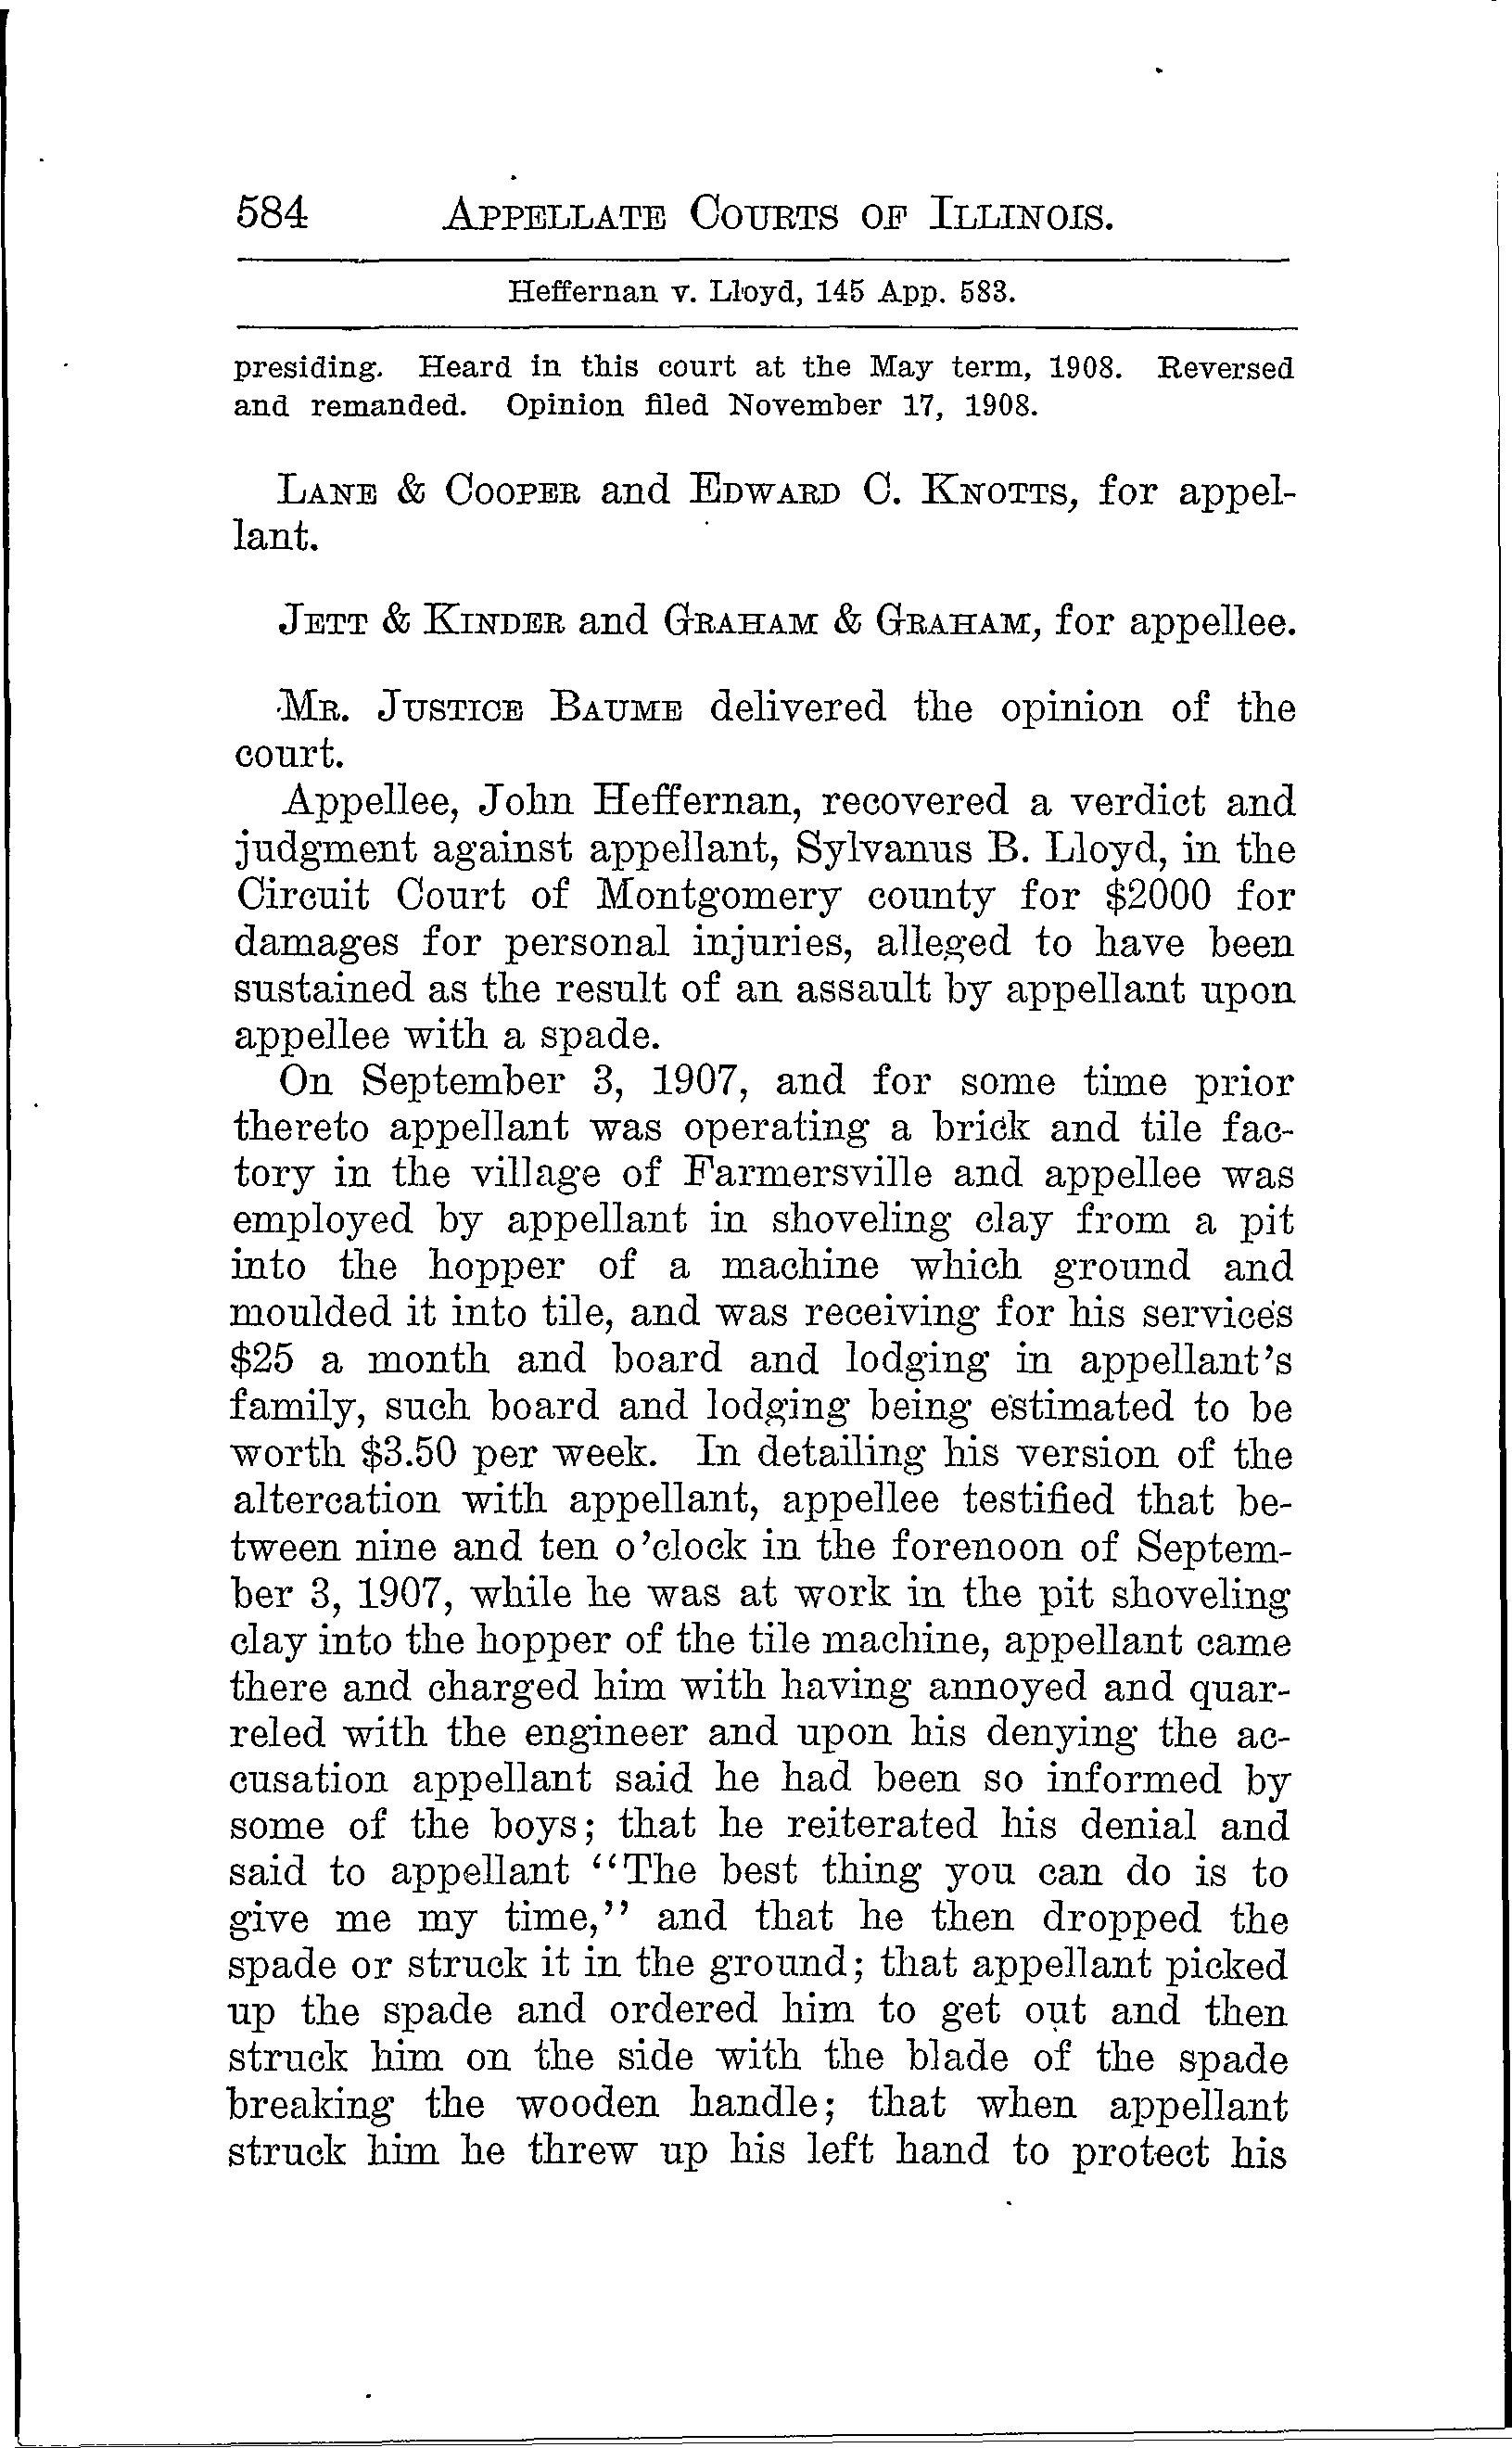 584 APPELLATE COURTS OF ILLINOIS.
Heffernan v. Lloyd, 145 App. 583.
presiding. Heard in this court at the May term, 1908. Reversed
and remanded. Opinion filed November 17, 1908.
LANE & COOPER and EDWARD C. KNOTTS, for appel-
lant.
JETT & KINDER and GRAHAM & GRAHAM, for appellee.
MR. JUSTICE BAUME delivered the opinion of the
court.
Appellee, John Heffernan, recovered a verdict and
judgment against appellant, Sylvanus B. Lloyd, in the
Circuit Court of Montgomery county for $2000 for
damages for personal injuries, alleged to have been
sustained as the result of an assault by appellant upon
appellee with a spade.
On September 3, 1907, and for some time prior
thereto appellant was operating a brick and tile fac-
tory in the village of Farmersville and appellee was
employed by appellant in shoveling clay from a pit
into the hopper of a machine which ground and
moulded it into tile, and was receiving for his services
$25 a month and board and lodging in appellant's
family, such board and lodging being estimated to be
worth $3.50 per week. In detailing his version of the
altercation with appellant, appellee testified that be-
tween nine and ten o'clock in the forenoon of Septem-
ber 3, 1907, while he was at work in the pit shoveling
clay into the hopper of the tile machine, appellant came
there and charged him with having annoyed and quar-
reled with the engineer and upon his denying the ac-
cusation appellant said he had been so informed by
some of the boys; that he reiterated his denial and
said to appellant "The best thing you can do is to
give me my time," and that he then dropped the
spade or struck it in the ground; that appellant picked
up the spade and ordered him to get out and then
struck him on the side with the blade of the spade
breaking the wooden handle; that when appellant
struck him he threw up his left hand to protect his